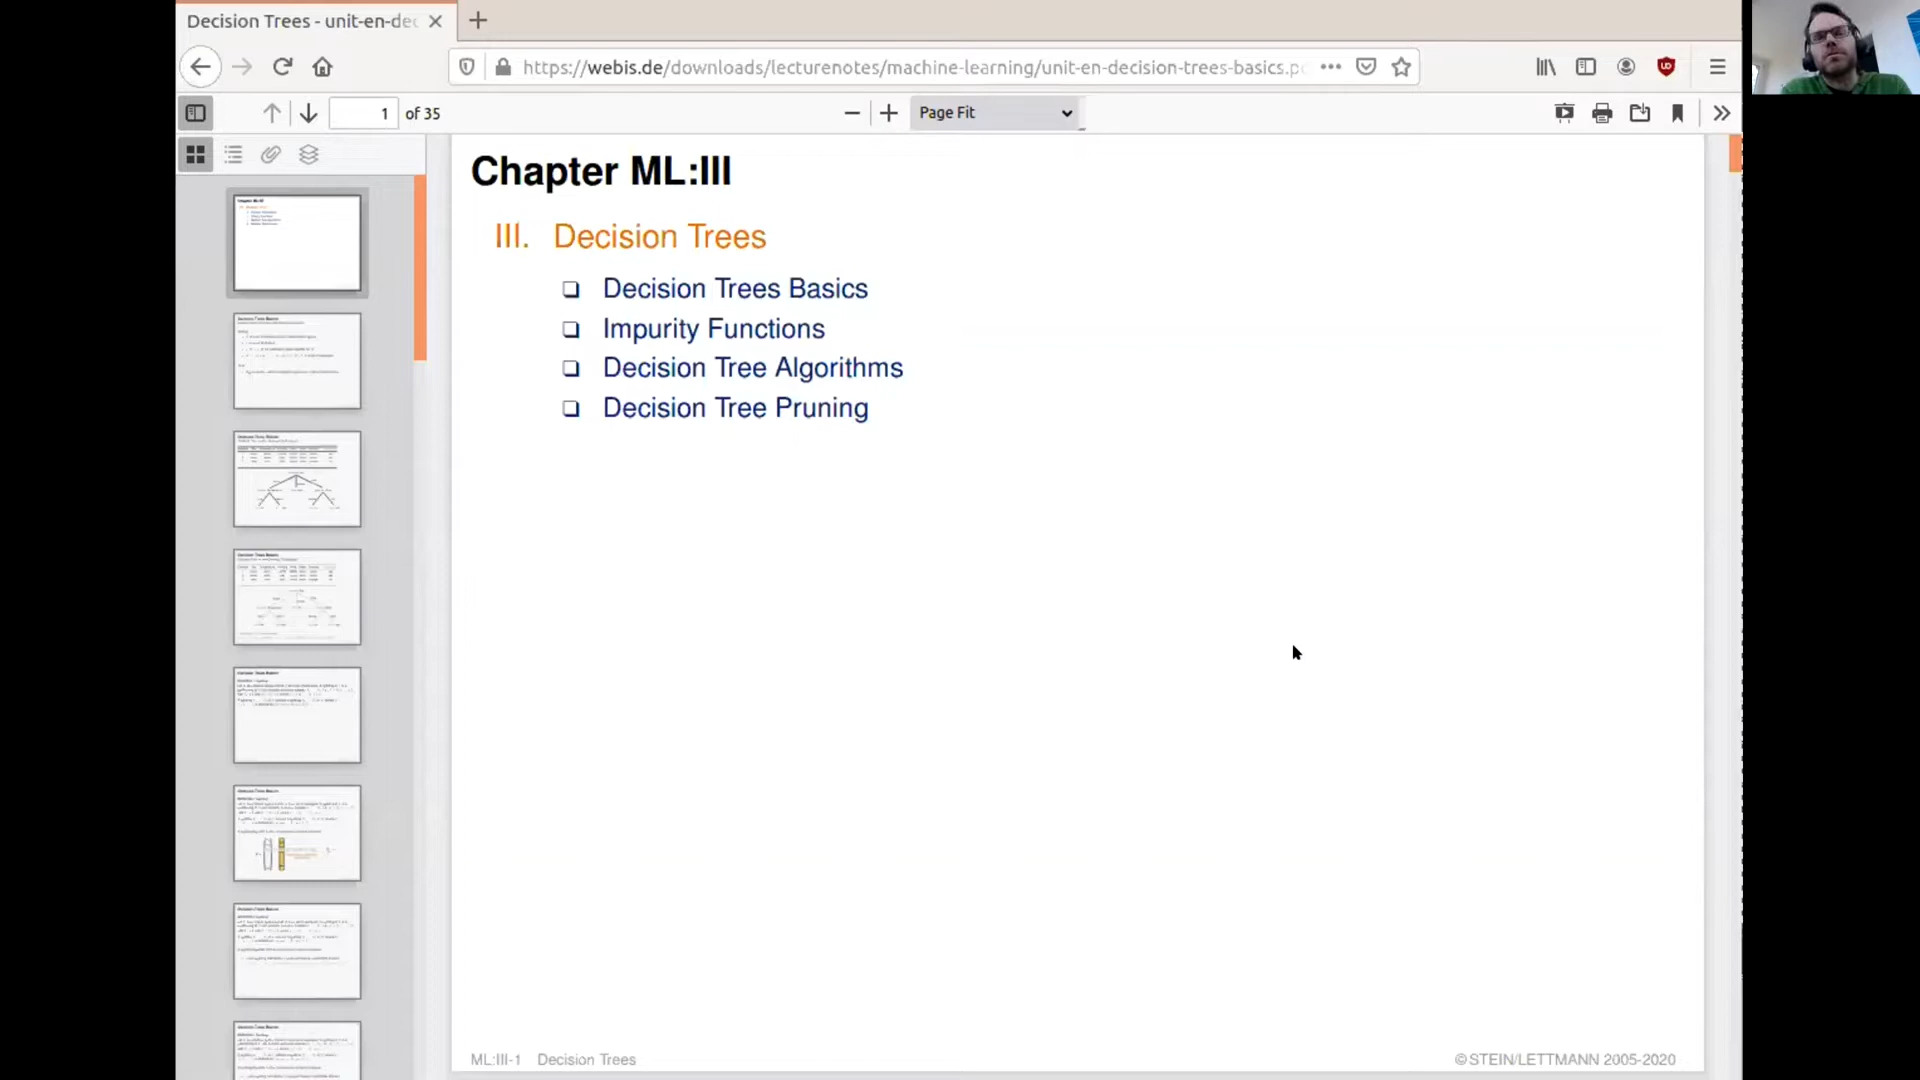 Decision Trees - unit-en-dec
https://webis.de/downloads/lecturenotes/machine-learning/unit-en-decision-trees-basics.p
1 of 35
Page Fit
Chapter ML:III
III. Decision Trees
Decision Trees Basics
Impurity Functions
Decision Tree Algorithms
Decision Tree Pruning
ML:III-1 Decision Trees
©STEIN/LETTMANN 2005-2020